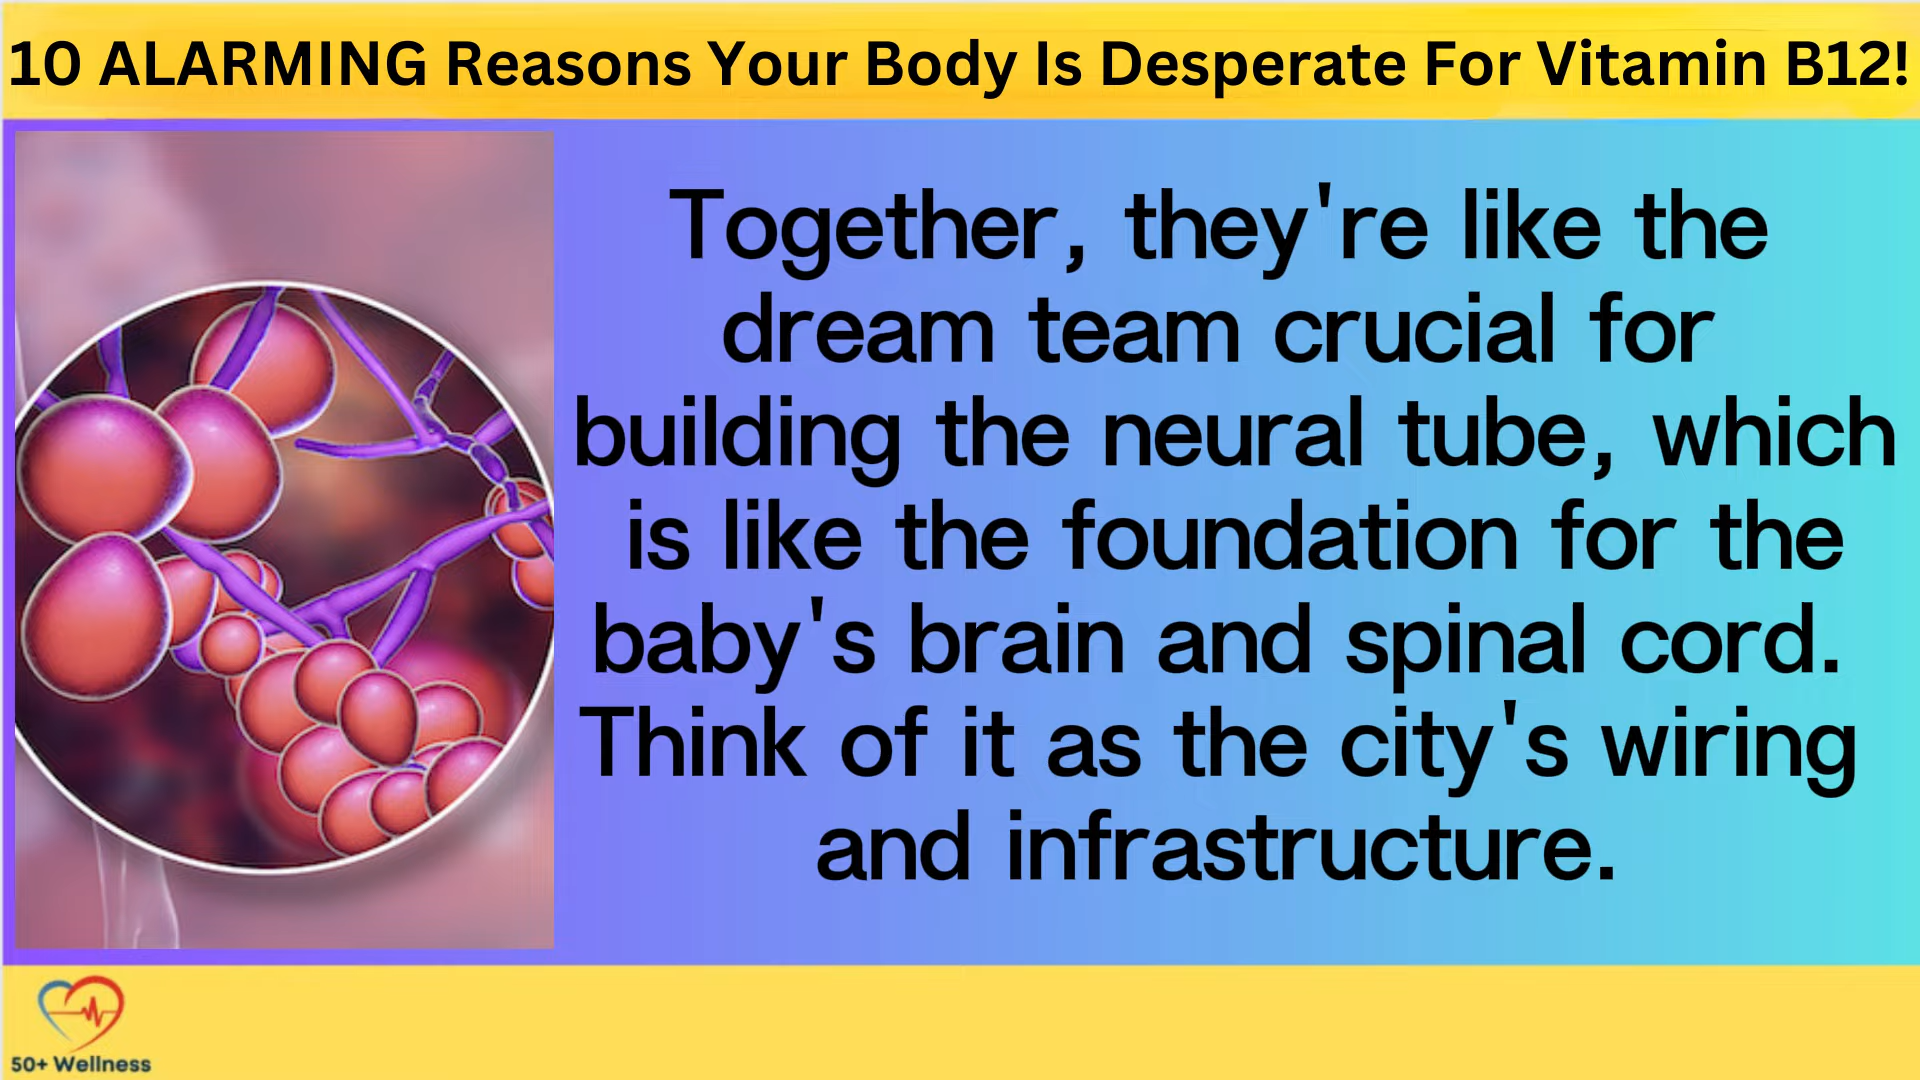 10 ALARMING Reasons Your Body Is Desperate For Vitamin B12!
Together, they're like the
dream team crucial for
building the neural tube, which
is like the foundation for the
baby's brain and spinal cord.
Think of it as the city's wiring
and infrastructure.
50+ Wellness